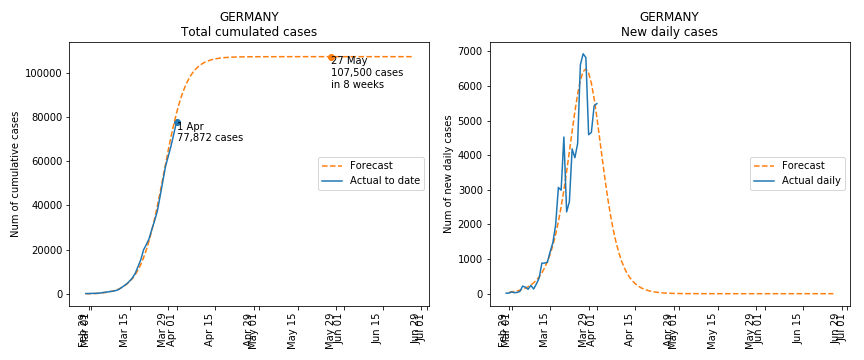 GERMANY
Total cumulated cases
Num of cumulative cases
100000
80000
60000
40000
20000
0
27 May
107,500 cases
in 8 weeks
1 Apr
77,872 cases
Forecast
Actual to date
Feb 29
Mar 01
Mar 15
Mar 29
Apr 01
Apr 15
Apr 29
May 09
May 15
May 29
Jun 01
Jun 15
Jun 29
Jul 01
GERMANY
New daily cases
Num of new daily cases
7000
6000
5000
4000
3000
2000
1000
0
Forecast
Actual daily
Feb 29
Mar 01
Mar 15
Mar 29
Apr 01
Apr 15
Apr 29
May 09
May 15
May 29
Jun 01
Jun 15
Jun 29
Jul 01